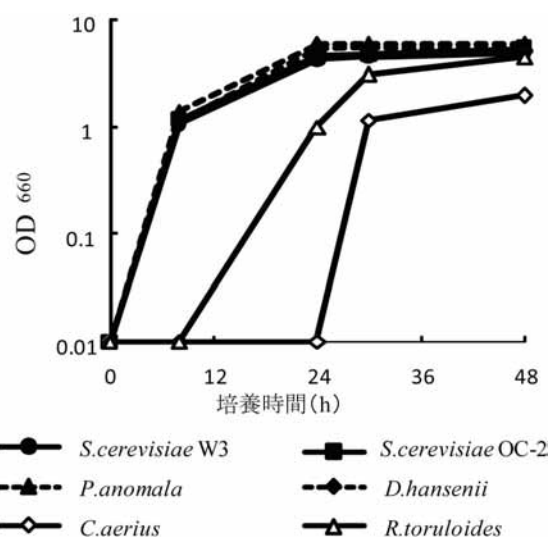 10
1
0.1
0.01
OD 660
0 12 24 36 48
培養時間(h)
S.cerevisiae W3 S.cerevisiae OC-2
P.anomala D.hansenii
C.aerius R.toruloides